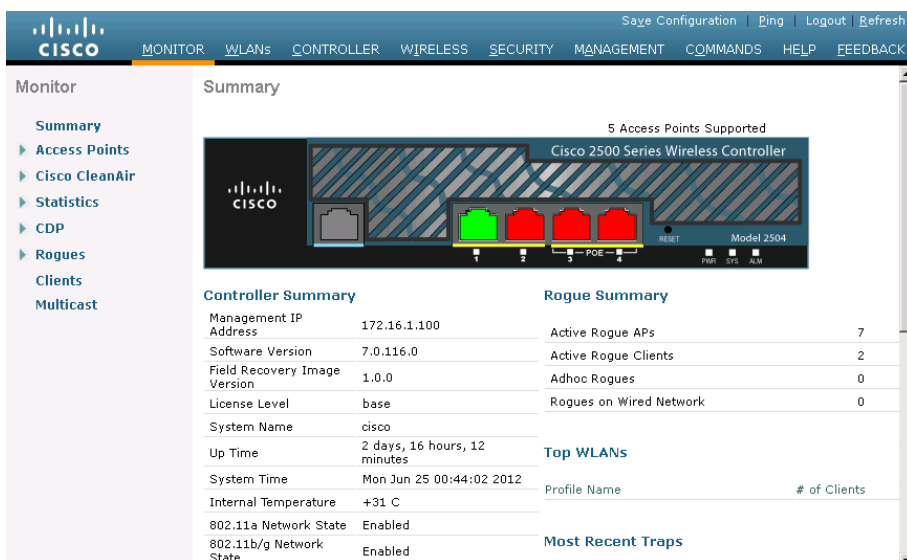 Save Configuration | Ping | Logout | Refresh
CISCO
MONITOR WLANs CONTROLLER WIRELESS SECURITY MANAGEMENT COMMANDS HELP FEEDBACK
Monitor
Summary
Access Points
Cisco CleanAir
Statistics
CDP
Rogues
Clients
Multicast
Summary
5 Access Points Supported
Cisco 2500 Series Wireless Controller
CISCO
RESET
Model 2504
1 2 3 POE 4
PWR SYS ALM
Controller Summary
Management IP Address 172.16.1.100
Software Version 7.0.116.0
Field Recovery Image Version 1.0.0
License Level base
System Name cisco
Up Time 2 days, 16 hours, 12 minutes
System Time Mon Jun 25 00:44:02 2012
Internal Temperature +31 C
802.11a Network State Enabled
802.11b/g Network State Enabled
Rogue Summary
Active Rogue APs 7
Active Rogue Clients 2
Adhoc Rogues 0
Rogues on Wired Network 0
Top WLANs
Profile Name # of Clients
Most Recent Traps